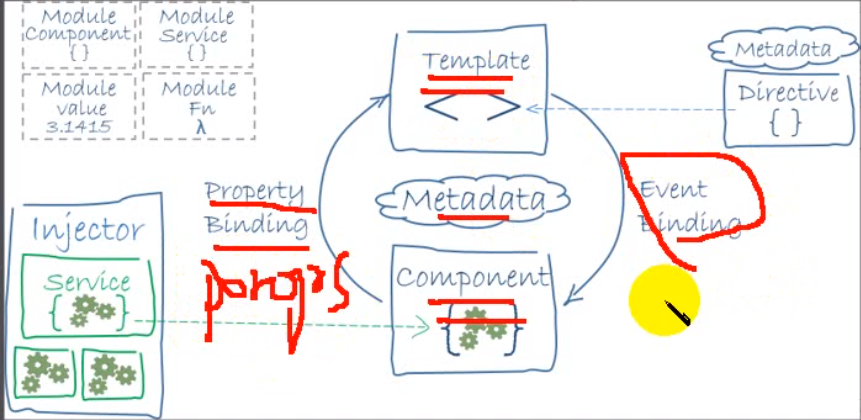 Module
Component
{ }
Module
Service
{ }
Module
value
3.1415
Module
Fn
λ
Template
< >
Metadata
Directive
{ }
Property
Binding
Metadata
Event
Binding
Injector
Service
{ }
Component
{ }